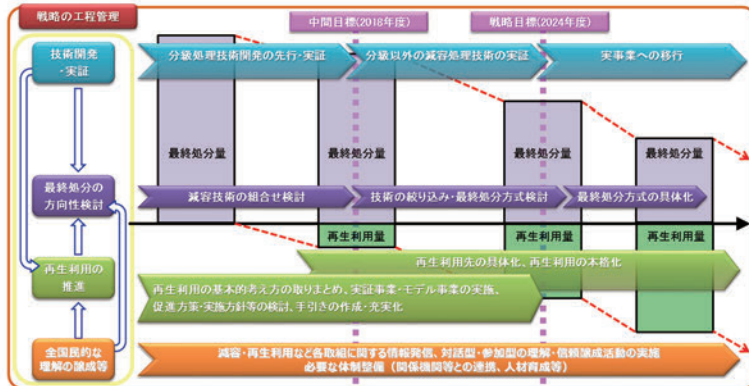 戦略の工程管理
中間目標(2018年度)
戦略目標(2024年度)
技術開発
・実証
分級処理技術開発の先行・実証
分級以外の減容処理技術の実証
実事業への移行
最終処分量
最終処分量
最終処分量
最終処分量
最終処分の
方向性検討
減容技術の組合せ検討
技術の絞り込み・最終処分方式検討
最終処分方式の具体化
再生利用量
再生利用量
再生利用量
再生利用の
推進
再生利用先の具体化、再生利用の本格化
再生利用の基本的考え方の取りまとめ、実証事業・モデル事業の実施、
促進方策・実施方針等の検討、手引きの作成・充実化
全国民的な
理解の醸成等
減容・再生利用など各取組に関する情報発信、対話型・参加型の理解・信頼醸成活動の実施
必要な体制整備（関係機関等との連携、人材育成等）